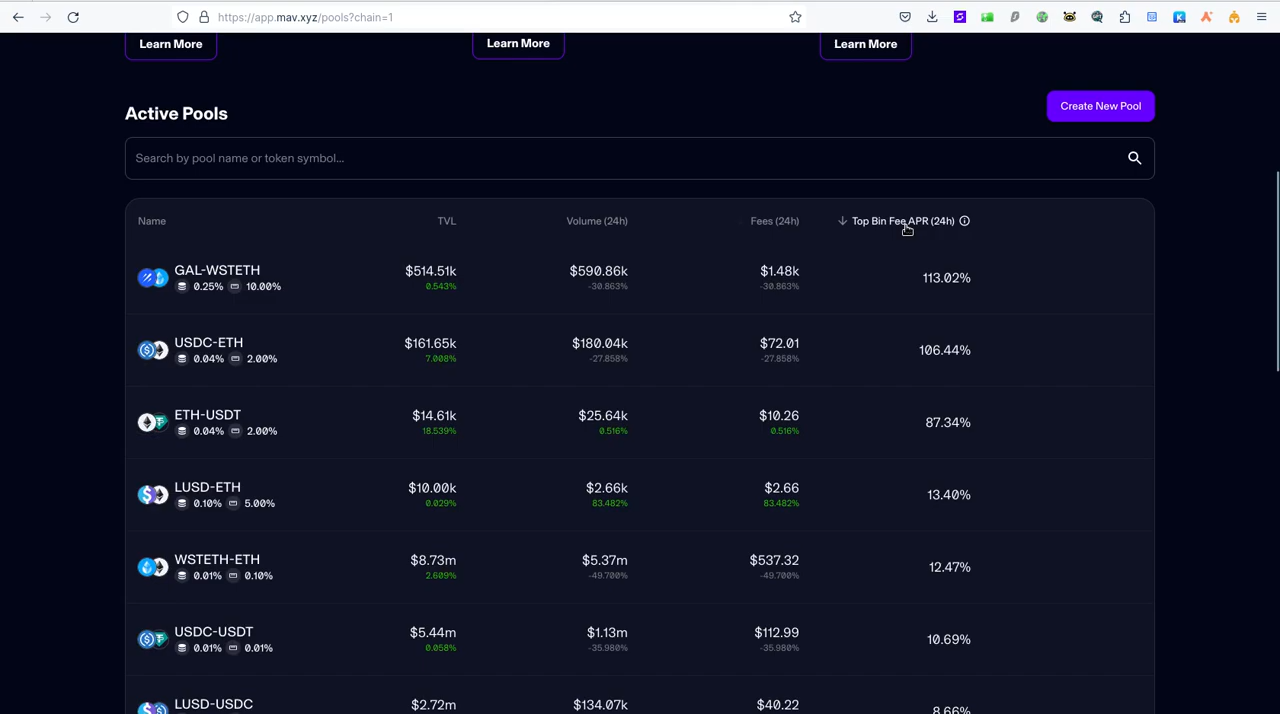 https://app.mav.xyz/pools?chain=1
Learn More
Learn More
Learn More
Active Pools
Create New Pool
Search by pool name or token symbol...
Name TVL Volume (24h) Fees (24h) Top Bin Fee APR (24h)
GAL-WSTETH $514.51k $590.86k $1.48k 113.02%
0.25% 10.00% 0.543% -30.863% -30.863%
USDC-ETH $161.65k $180.04k $72.01 106.44%
0.04% 2.00% 7.008% -27.858% -27.858%
ETH-USDT $14.61k $25.64k $10.26 87.34%
0.04% 2.00% 18.539% 0.516% 0.516%
LUSD-ETH $10.00k $2.66k $2.66 13.40%
0.10% 5.00% 0.029% 83.482% 83.482%
WSTETH-ETH $8.73m $5.37m $537.32 12.47%
0.01% 0.10% 2.609% -49.700% -49.700%
USDC-USDT $5.44m $1.13m $112.99 10.69%
0.01% 0.01% 0.058% -35.980% -35.980%
LUSD-USDC $2.72m $134.07k $40.22 8.66%